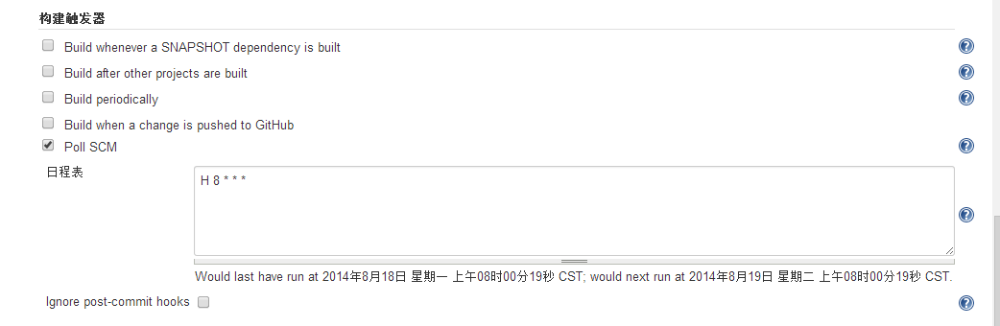 构建触发器
Build whenever a SNAPSHOT dependency is built
Build after other projects are built
Build periodically
Build when a change is pushed to GitHub
Poll SCM
日程表
H 8 * * *
Would last have run at 2014年8月18日 星期一 上午08时00分19秒 CST; would next run at 2014年8月19日 星期二 上午08时00分19秒 CST.
Ignore post-commit hooks